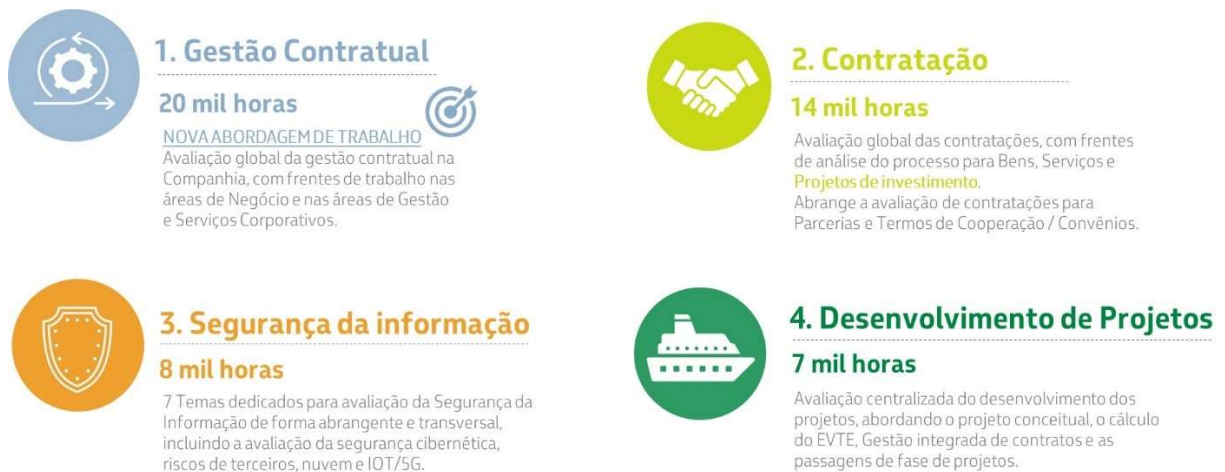 1. Gestão Contratual
20 mil horas
NOVA ABORDAGEM DE TRABALHO
Avaliação global da gestão contratual na
Companhia, com frentes de trabalho nas
áreas de Negócio e nas áreas de Gestão
e Serviços Corporativos.
2. Contratação
14 mil horas
Avaliação global das contratações, com frentes
de análise do processo para Bens, Serviços e
Projetos de investimento.
Abrange a avaliação de contratações para
Parcerias e Termos de Cooperação / Convênios.
3. Segurança da informação
8 mil horas
7 Temas dedicados para avaliação da Segurança da
Informação de forma abrangente e transversal,
incluindo a avaliação da segurança cibernética,
riscos de terceiros, nuvem e IOT/5G.
4. Desenvolvimento de Projetos
7 mil horas
Avaliação centralizada do desenvolvimento dos
projetos, abordando o projeto conceitual, o cálculo
do EVTE, Gestão integrada de contratos e as
passagens de fase de projetos.